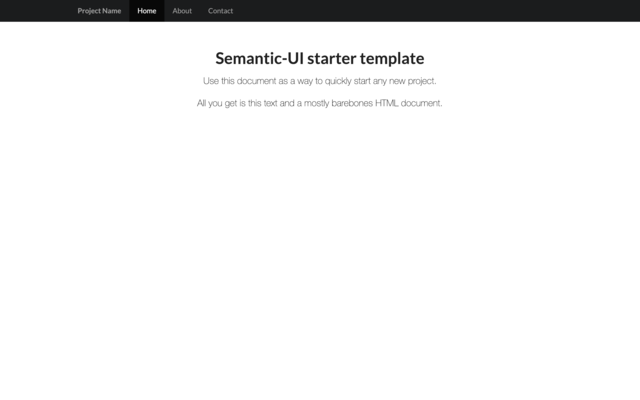 Project Name Home About Contact
Semantic-UI starter template
Use this document as a way to quickly start any new project.
All you get is this text and a mostly barebones HTML document.